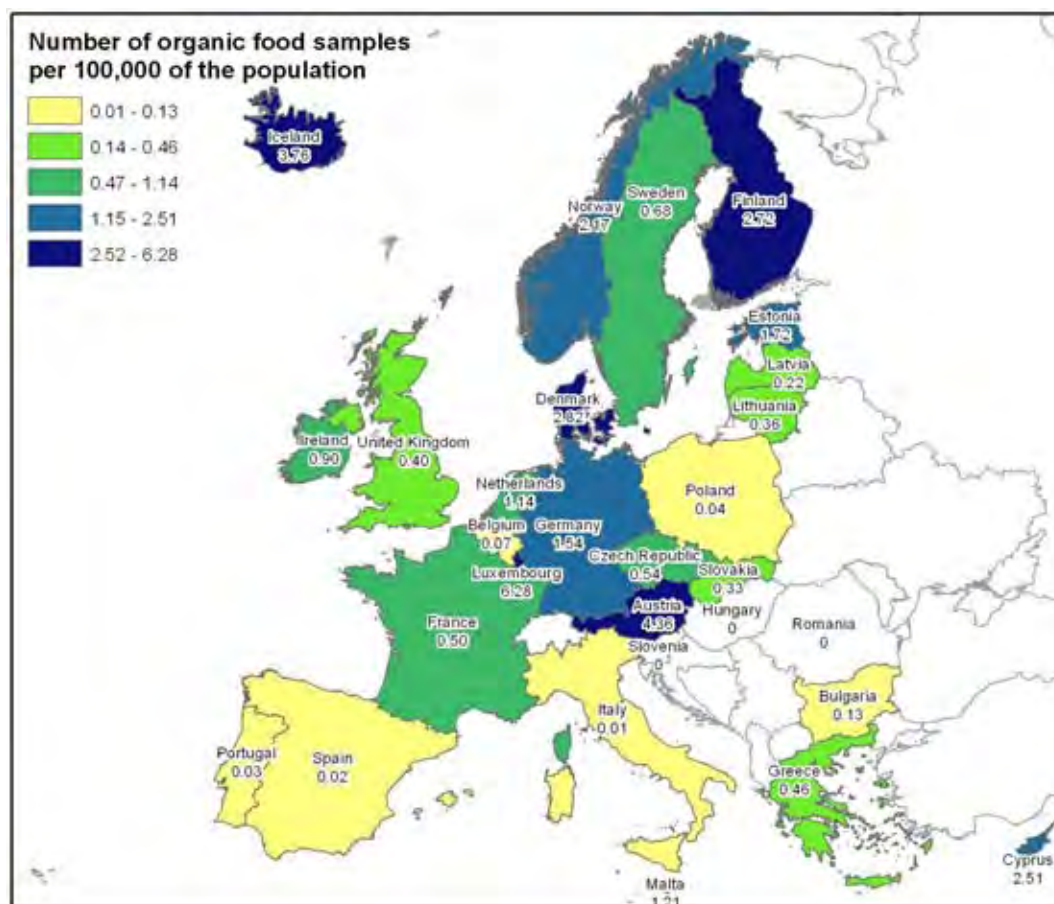 Number of organic food samples
per 100,000 of the population
0.01 - 0.13
0.14 - 0.46
0.47 - 1.14
1.15 - 2.51
2.52 - 6.28
Iceland
3.76
Norway
2.17
Sweden
0.68
Finland
2.72
Estonia
1.72
Latvia
0.22
Lithuania
0.36
Denmark
2.82
Ireland
0.90
United Kingdom
0.40
Netherlands
1.14
Belgium
0.07
Germany
1.54
Poland
0.04
Luxembourg
6.28
Czech Republic
0.54
Slovakia
0.33
Austria
4.36
Hungary
0
Romania
0
Slovenia
0
France
0.50
Italy
0.01
Bulgaria
0.13
Portugal
0.03
Spain
0.02
Greece
0.46
Cyprus
2.51
Malta
1.21